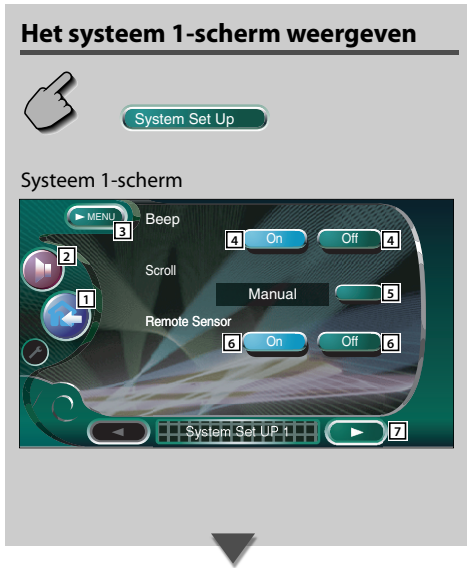 Het systeem 1-scherm weergeven
System Set Up
Systeem 1-scherm
► MENU
3
Beep
4 On Off 4
2
Scroll
1
Manual 5
Remote Sensor
6 On Off 6
◄ System Set UP 1 ► 7